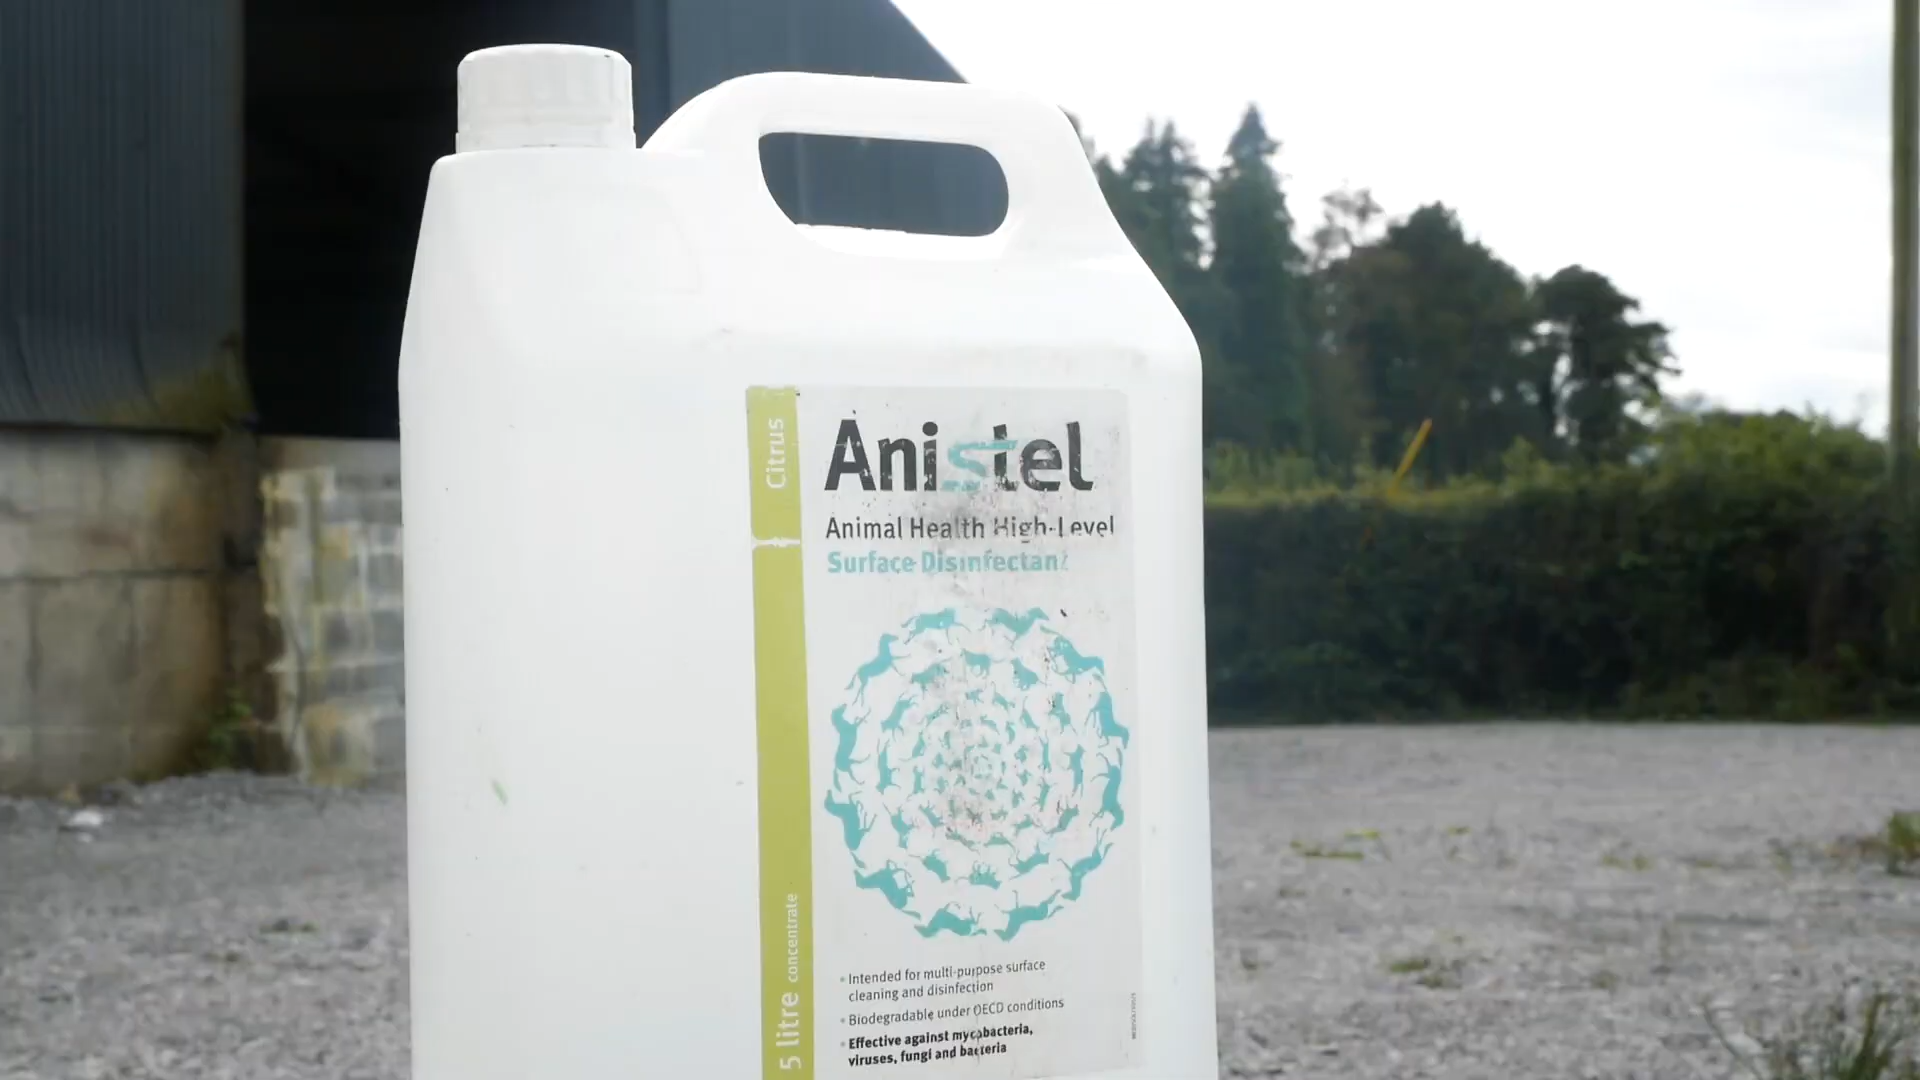 Citrus
Anistel
Animal Health High-Level
Surface Disinfectant
5 litre concentrate
• Intended for multi-purpose surface
cleaning and disinfection
• Biodegradable under OECD conditions
• Effective against mycobacteria,
viruses, fungi and bacteria